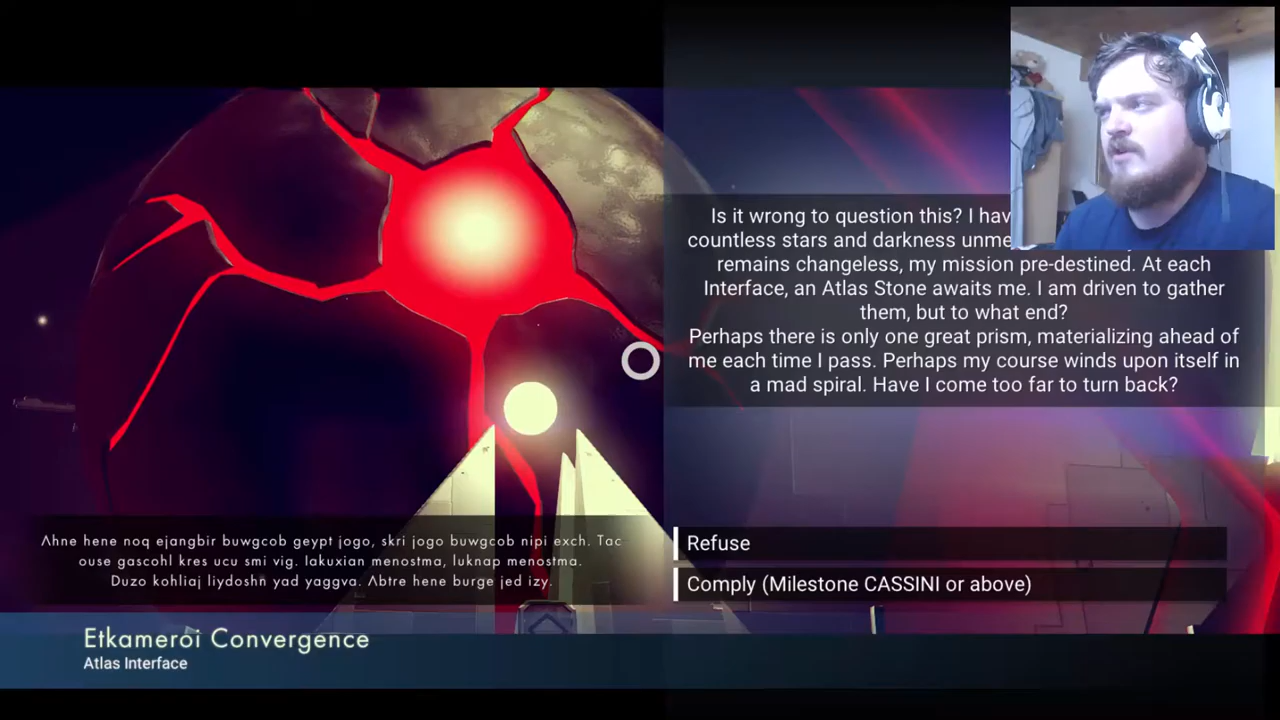 Is it wrong to question this? I hav
countless stars and darkness unme
remains changeless, my mission pre-destined. At each
Interface, an Atlas Stone awaits me. I am driven to gather
them, but to what end?
Perhaps there is only one great prism, materializing ahead of
me each time I pass. Perhaps my course winds upon itself in
a mad spiral. Have I come too far to turn back?
Ahne hene noq ejangbir buwgcob geypt jogo, skri jogo buwgcob nipi exch. Tac
ouse gascohl kres ucu smi vig. lakuxian menostma, luknap menostma.
Duzo kohliaj liydoshn yad yaggva. Abtre hene burge jed izy.
Refuse
Comply (Milestone CASSINI or above)
Etkameroi Convergence
Atlas Interface